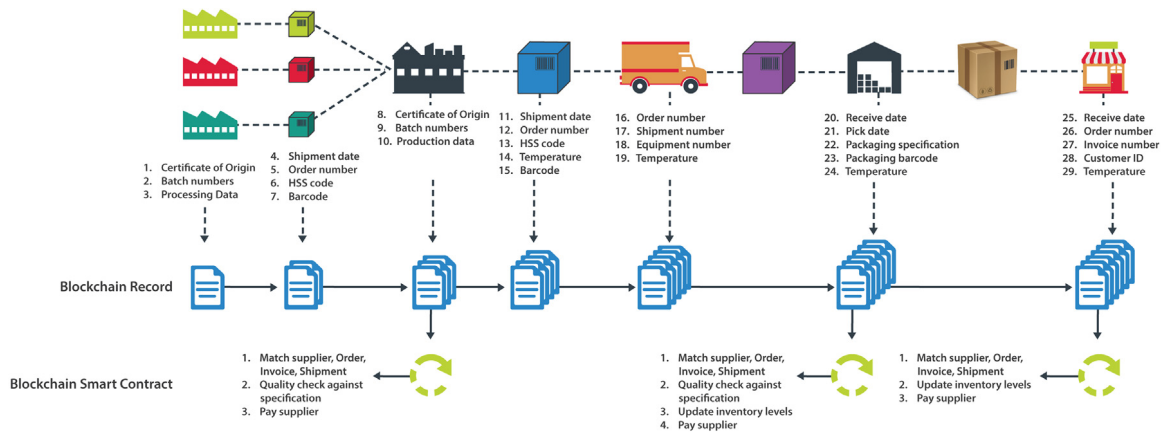 1. Certificate of Origin
2. Batch numbers
3. Processing Data
4. Shipment date
5. Order number
6. HSS code
7. Barcode
8. Certificate of Origin
9. Batch numbers
10. Production data
11. Shipment date
12. Order number
13. HSS code
14. Temperature
15. Barcode
16. Order number
17. Shipment number
18. Equipment number
19. Temperature
20. Receive date
21. Pick date
22. Packaging specification
23. Packaging barcode
24. Temperature
25. Receive date
26. Order number
27. Invoice number
28. Customer ID
29. Temperature
Blockchain Record
Blockchain Smart Contract
1. Match supplier, Order,
Invoice, Shipment
2. Quality check against
specification
3. Pay supplier
1. Match supplier, Order,
Invoice, Shipment
2. Quality check against
specification
3. Update inventory levels
4. Pay supplier
1. Match supplier, Order,
Invoice, Shipment
2. Update inventory levels
3. Pay supplier